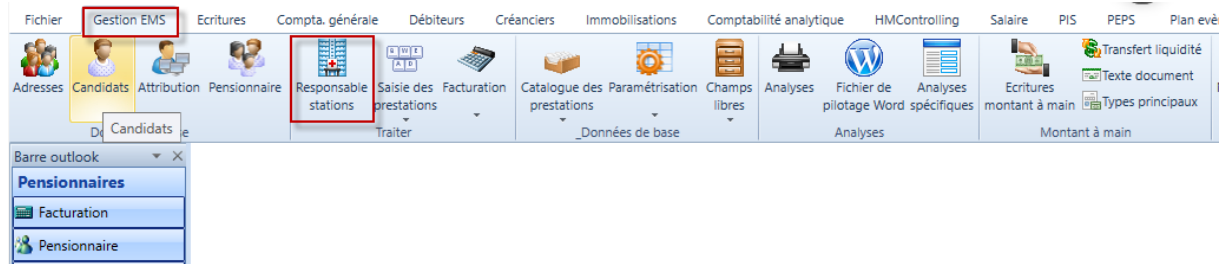 Fichier Gestion EMS Ecritures Compta. générale Débiteurs Créanciers Immobilisations Comptabilité analytique HMControlling Salaire PIS PEPS Plan evè
Adresses Candidats Attribution Pensionnaire Responsable stations Saisie des prestations Facturation Catalogue des prestations Paramétrisation Champs libres Analyses Fichier de pilotage Word Analyses spécifiques Ecritures montant à main Transfert liquidité
Texte document
Types principaux
Candidats Traiter _Données de base Analyses Montant à main
Barre outlook
Pensionnaires
Facturation
Pensionnaire